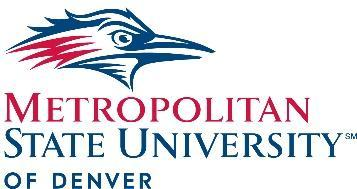 METROPOLITAN
STATE UNIVERSITY℠
OF DENVER